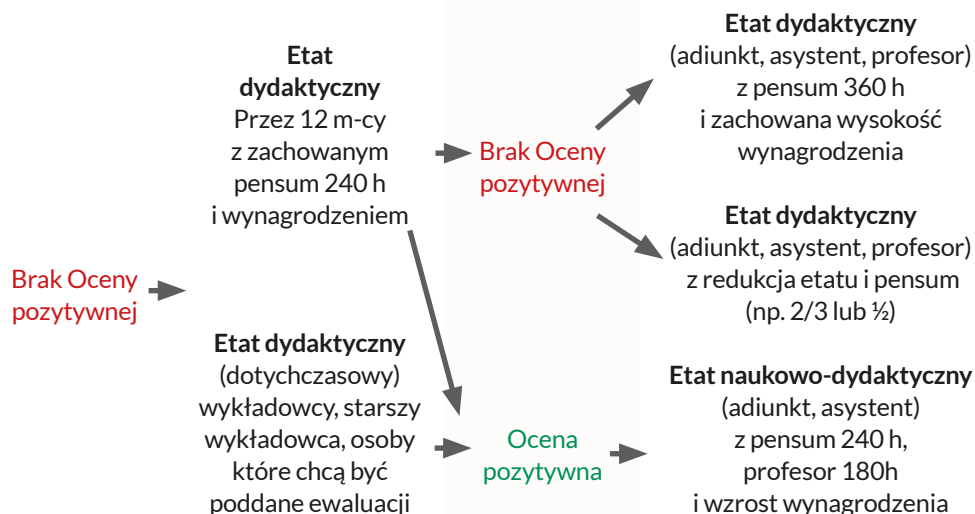 Brak Oceny
pozytywnej
Etat
dydaktyczny
Przez 12 m-cy
z zachowanym
pensum 240 h
i wynagrodzeniem
Etat dydaktyczny
(dotychczasowy)
wykładowcy, starszy
wykładowca, osoby
które chcą być
poddane ewaluacji
Brak Oceny
pozytywnej
Ocena
pozytywna
Etat dydaktyczny
(adiunkt, asystent, profesor)
z pensum 360 h
i zachowana wysokość
wynagrodzenia
Etat dydaktyczny
(adiunkt, asystent, profesor)
z redukcja etatu i pensum
(np. 2/3 lub ½)
Etat naukowo-dydaktyczny
(adiunkt, asystent)
z pensum 240 h,
profesor 180h
i wzrost wynagrodzenia